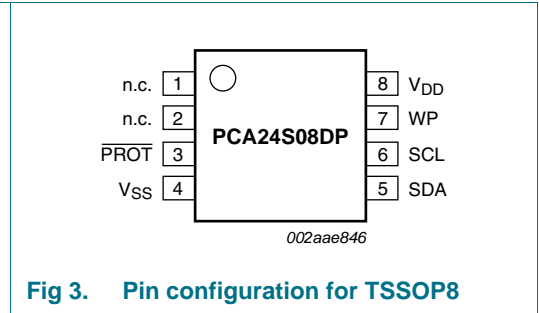 n.c. 1 8 VDD
n.c. 2 7 WP
PROT 3 PCA24S08DP 6 SCL
VSS 4 5 SDA
002aae846
Fig 3. Pin configuration for TSSOP8